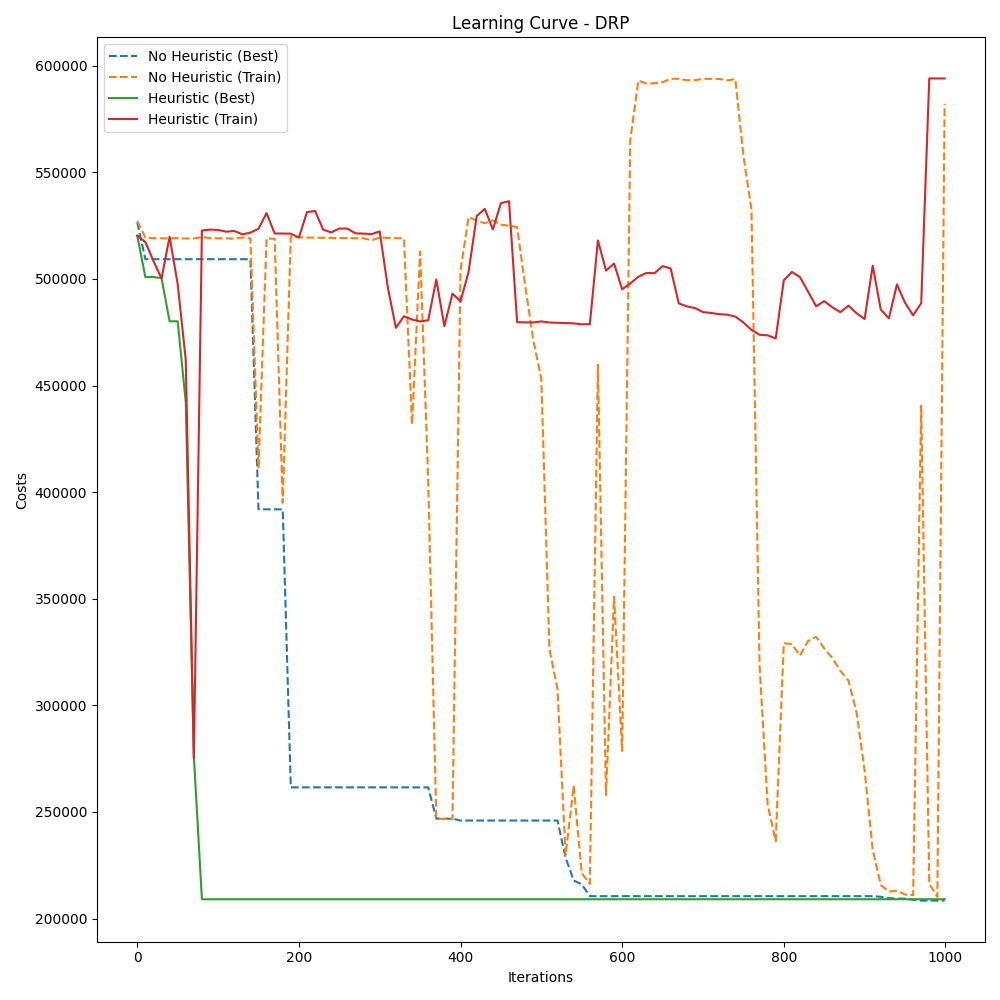 Learning Curve - DRP
No Heuristic (Best)
No Heuristic (Train)
Heuristic (Best)
Heuristic (Train)
600000
550000
500000
450000
400000
350000
300000
250000
200000
Costs
0 200 400 600 800 1000
Iterations